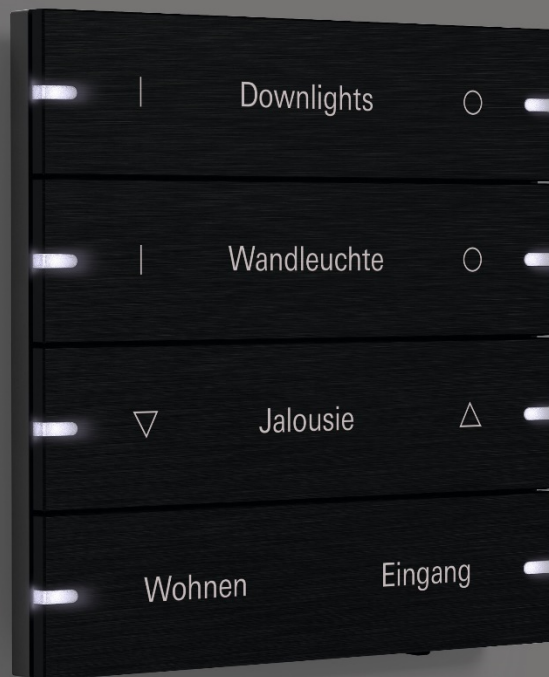 | Downlights ○
| Wandleuchte ○
▽ Jalousie △
Wohnen Eingang